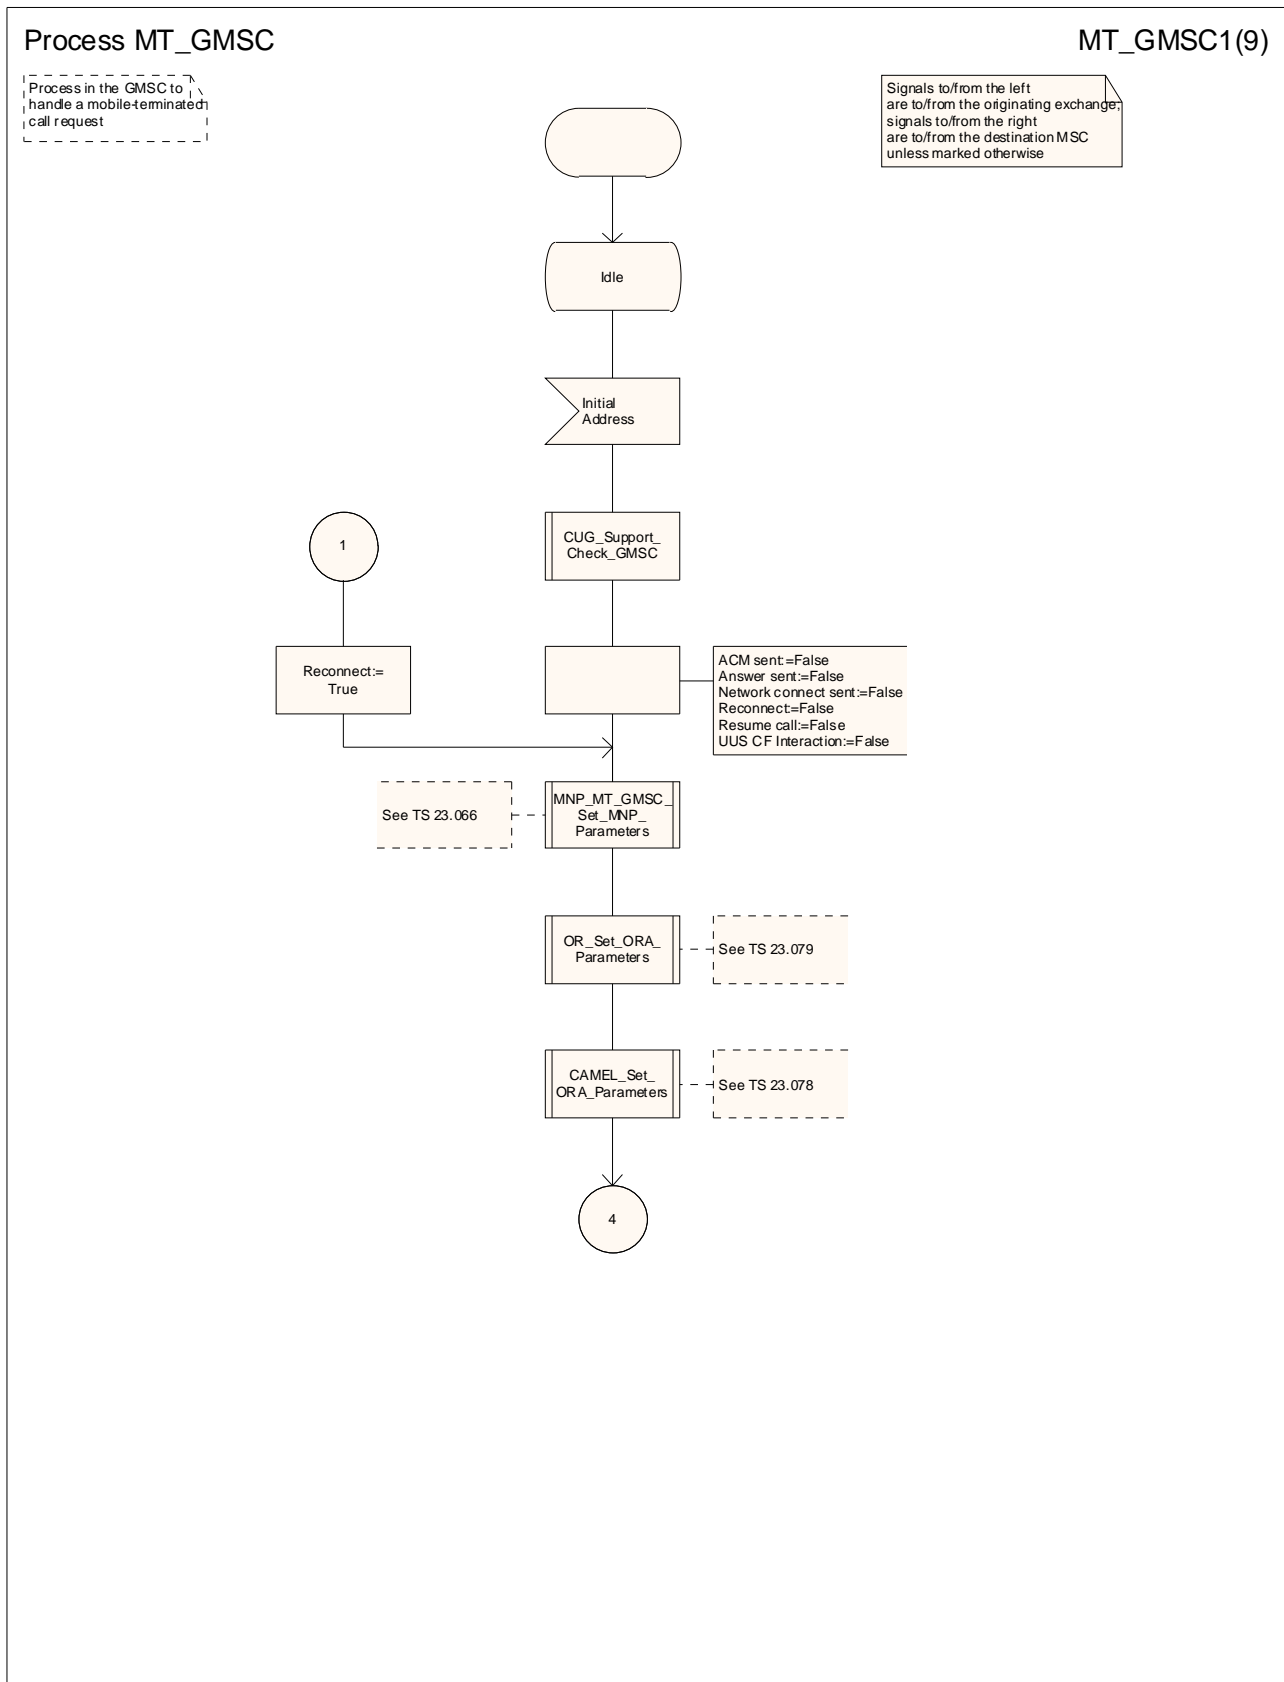 Process MT_GMSC
MT_GMSC1(9)
Process in the GMSC to
handle a mobile-terminated
call request
Signals to/from the left
are to/from the originating exchange;
signals to/from the right
are to/from the destination MSC
unless marked otherwise
Idle
Initial
Address
CUG_Support_
Check_GMSC
1
Reconnect:=
True
ACM sent:=False
Answer sent:=False
Network connect sent:=False
Reconnect:=False
Resume call:=False
UUS CF Interaction:=False
See TS 23.066
MNP_MT_GMSC_
Set_MNP_
Parameters
OR_Set_ORA_
Parameters
See TS 23.079
CAMEL_Set_
ORA_Parameters
See TS 23.078
4